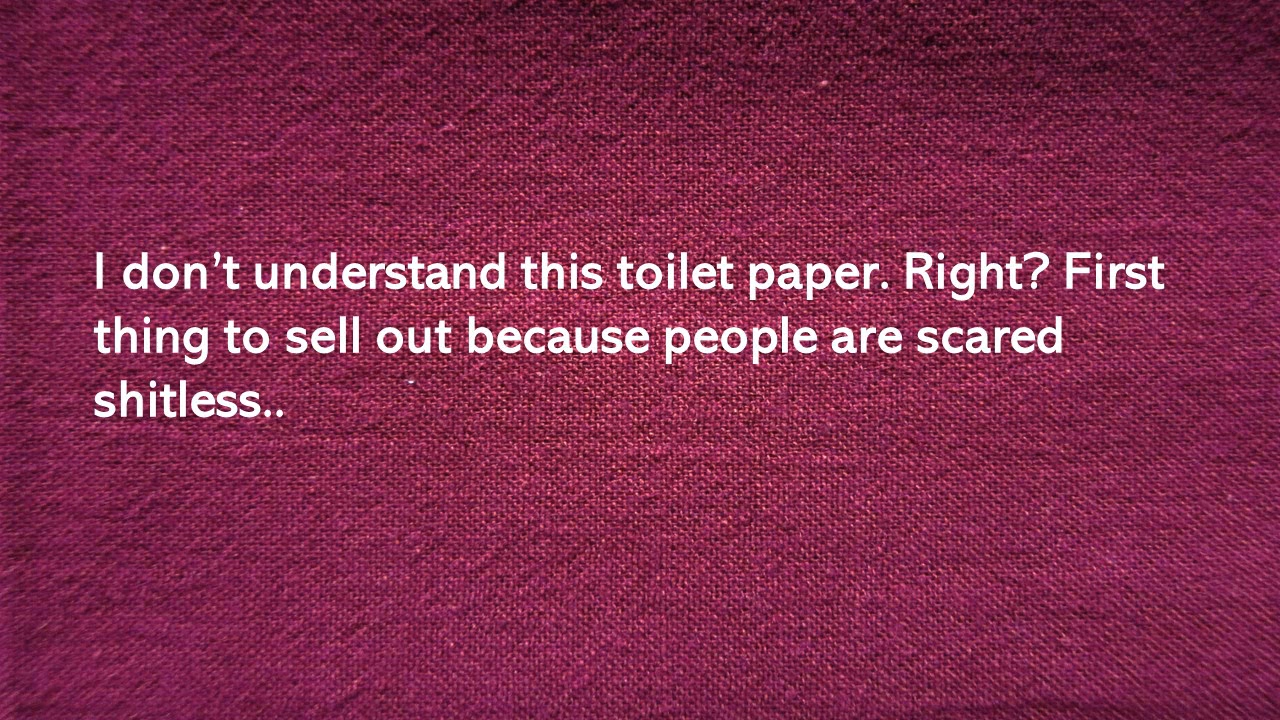 I don’t understand this toilet paper. Right? First
thing to sell out because people are scared
shitless..